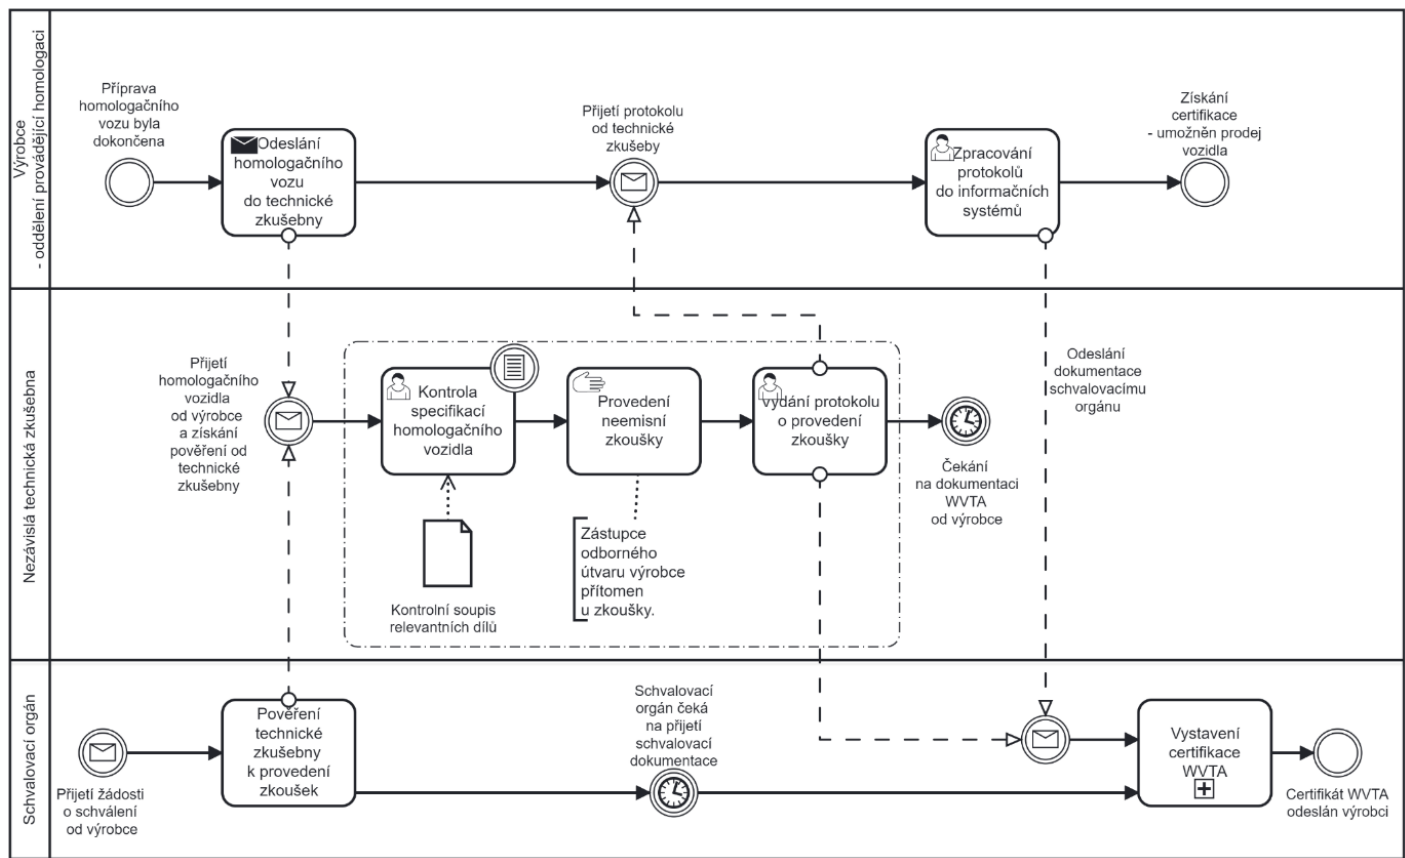 Výrobce
- oddělení provádějící homologaci
Příprava
homologačního
vozu byla
dokončena
Odeslání
homologačního
vozu
do technické
zkušebny
Přijetí protokolu
od technické
zkušeby
Zpracování
protokolů
do informačních
systémů
Získání
certifikace
- umožněn prodej
vozidla
Nezávislá technická zkušebna
Přijetí
homologačního
vozidla
od výrobce
a získání
pověření od
technické
zkušebny
Kontrola
specifikací
homologačního
vozidla
Provedení
neemisní
zkoušky
vydání protokolu
o provedení
zkoušky
Čekání
na dokumentaci
WVTA
od výrobce
Odeslání
dokumentace
schvalovacímu
orgánu
Kontrolní soupis
relevantních dílů
Zástupce
odborného
útvaru výrobce
přítomen
u zkoušky.
Schvalovací orgán
Přijetí žádosti
o schválení
od výrobce
Pověření
technické
zkušebny
k provedení
zkoušek
Schvalovací
orgán čeká
na přijetí
schvalovací
dokumentace
Vystavení
certifikace
WVTA
Certifikát WVTA
odeslán výrobci